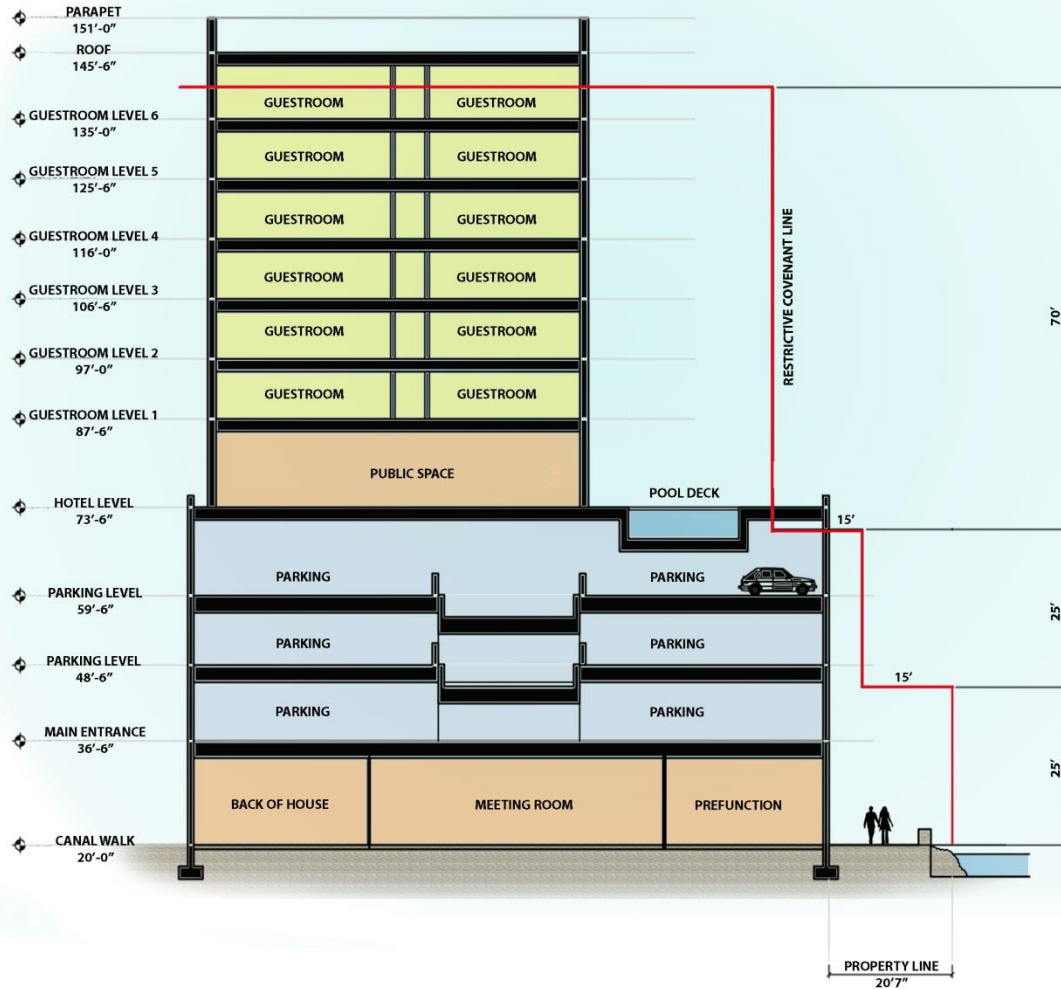 PARAPET
151'-0"
ROOF
145'-6"
GUESTROOM GUESTROOM
GUESTROOM LEVEL 6
135'-0"
GUESTROOM GUESTROOM
GUESTROOM LEVEL 5
125'-6"
GUESTROOM GUESTROOM
GUESTROOM LEVEL 4
116'-0"
GUESTROOM GUESTROOM
GUESTROOM LEVEL 3
106'-6"
GUESTROOM GUESTROOM
GUESTROOM LEVEL 2
97'-0"
GUESTROOM GUESTROOM
GUESTROOM LEVEL 1
87'-6"
RESTRICTIVE COVENANT LINE
70'
PUBLIC SPACE
HOTEL LEVEL
73'-6"
POOL DECK
15'
PARKING PARKING
PARKING LEVEL
59'-6"
25'
PARKING PARKING
PARKING LEVEL
48'-6"
15'
PARKING PARKING
MAIN ENTRANCE
36'-6"
25'
BACK OF HOUSE MEETING ROOM PREFUNCTION
CANAL WALK
20'-0"
PROPERTY LINE
20'7"